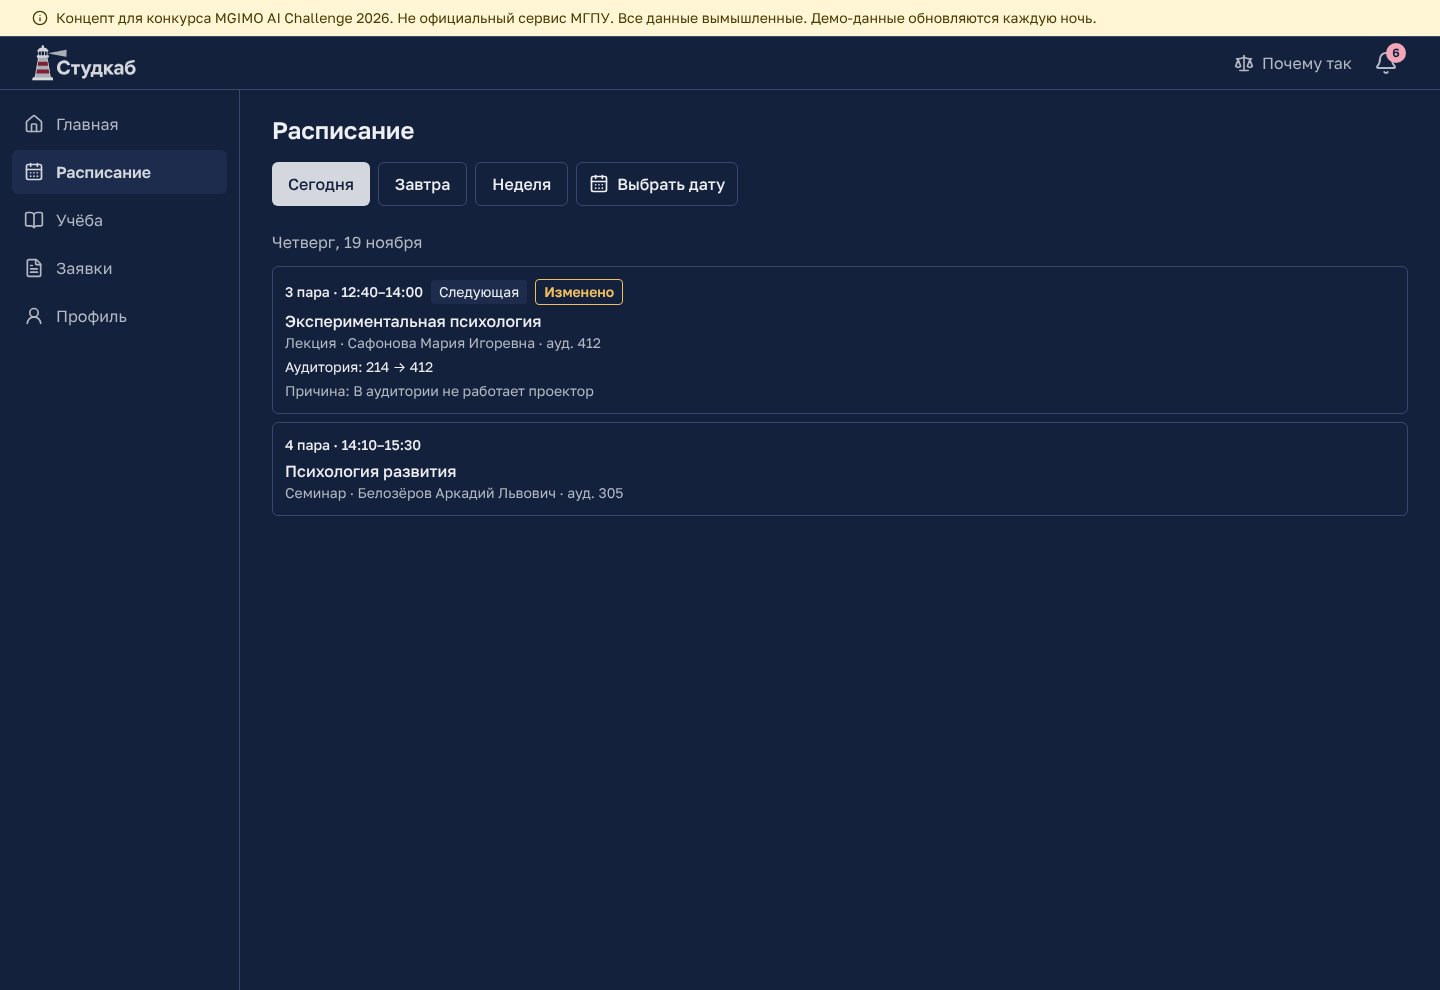 Концепт для конкурса MGIMO AI Challenge 2026. Не официальный сервис МГПУ. Все данные вымышленные. Демо-данные обновляются каждую ночь.
Студкаб
Почему так
6
Главная
Расписание
Учёба
Заявки
Профиль
Расписание
Сегодня
Завтра
Неделя
Выбрать дату
Четверг, 19 ноября
3 пара · 12:40–14:00 Следующая Изменено
Экспериментальная психология
Лекция · Сафонова Мария Игоревна · ауд. 412
Аудитория: 214 → 412
Причина: В аудитории не работает проектор
4 пара · 14:10–15:30
Психология развития
Семинар · Белозёров Аркадий Львович · ауд. 305